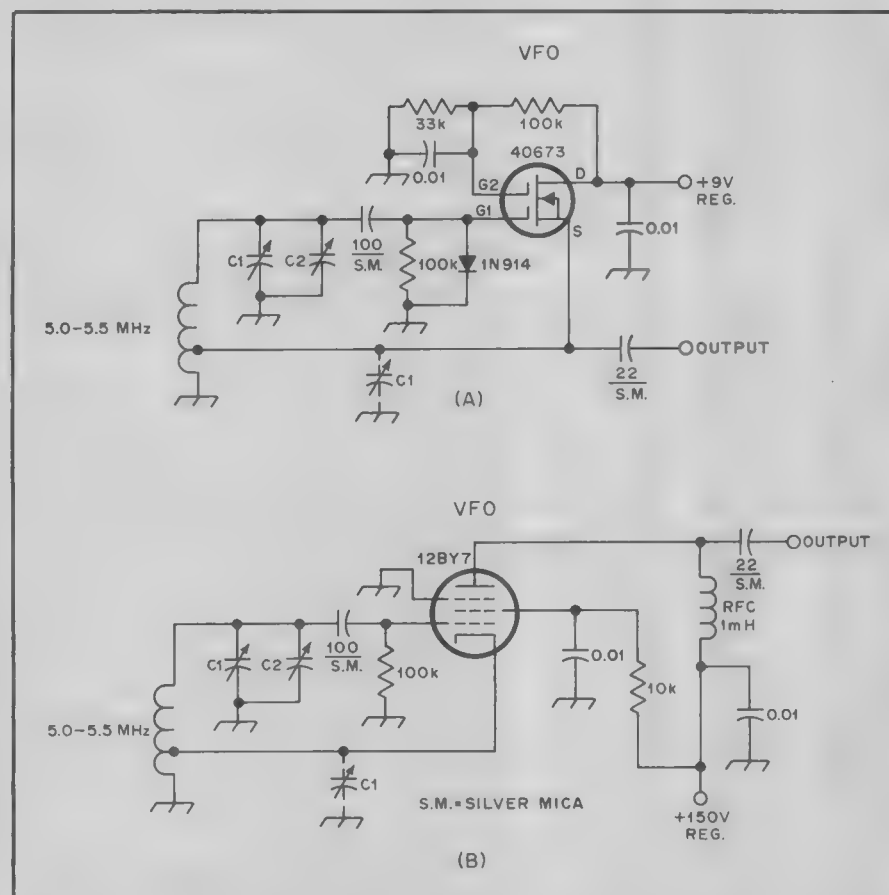 VFO
33k
100k
0.01
40673
G2
D
+9V
REG.
G1
S
0.01
C1
C2
100
S.M.
100k
1N914
5.0-5.5 MHz
OUTPUT
C1
22
S.M.
(A)
VFO
12BY7
OUTPUT
22
S.M.
RFC
1mH
C1
C2
100
S.M.
100k
0.01
10k
0.01
5.0-5.5 MHz
C1
S.M.=SILVER MICA
+150V
REG.
(B)